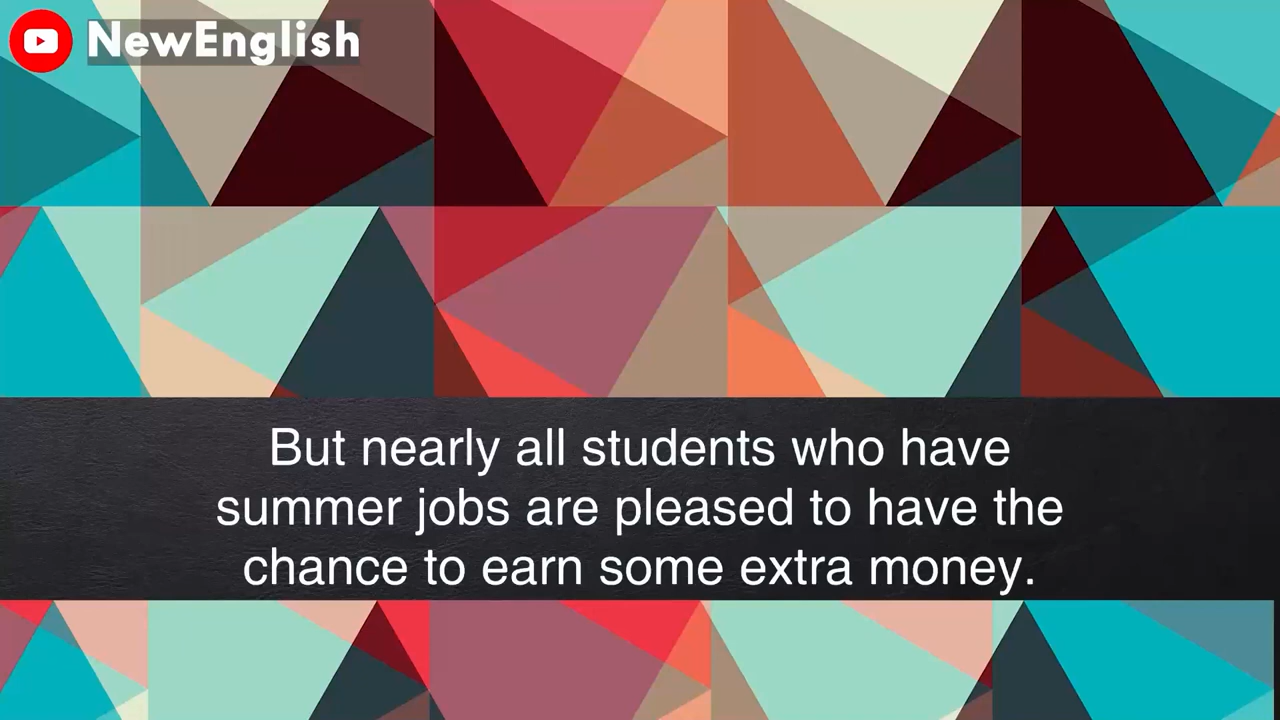 NewEnglish
But nearly all students who have
summer jobs are pleased to have the
chance to earn some extra money.